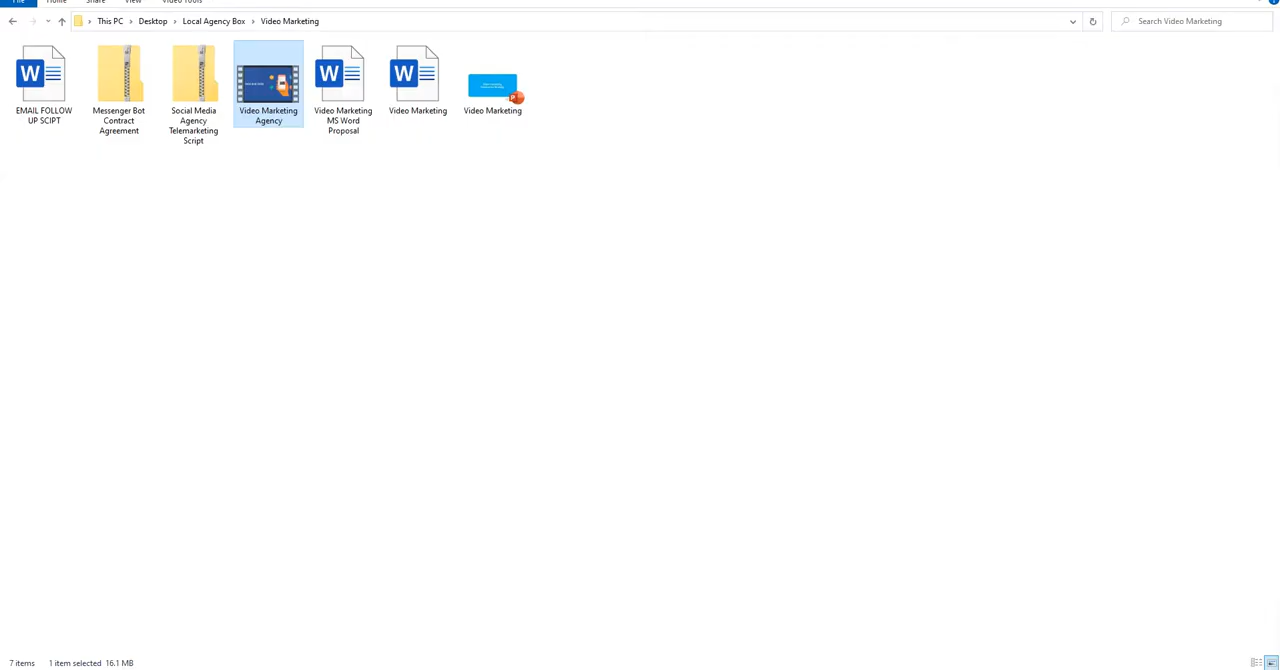 File Home Share View Video Tools
This PC > Desktop > Local Agency Box > Video Marketing
Search Video Marketing
EMAIL FOLLOW
UP SCIPT
Messenger Bot
Contract
Agreement
Social Media
Agency
Telemarketing
Script
Video Marketing
Agency
Video Marketing
MS Word
Proposal
Video Marketing
Video Marketing
7 items 1 item selected 16.1 MB